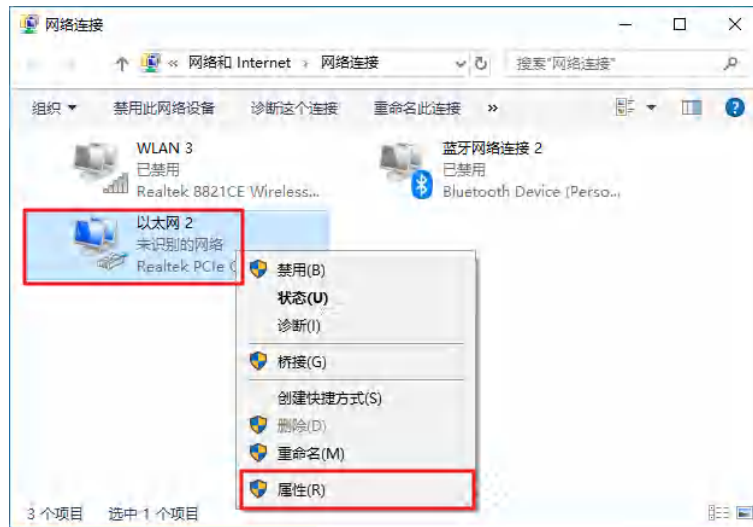 网络连接
« 网络和 Internet › 网络连接
搜索"网络连接"
组织 禁用此网络设备 诊断这个连接 重命名此连接 »
WLAN 3
已禁用
Realtek 8821CE Wireless...
蓝牙网络连接 2
已禁用
Bluetooth Device (Perso...
以太网 2
未识别的网络
Realtek PCIe
禁用(B)
状态(U)
诊断(I)
桥接(G)
创建快捷方式(S)
删除(D)
重命名(M)
属性(R)
3 个项目 选中 1 个项目